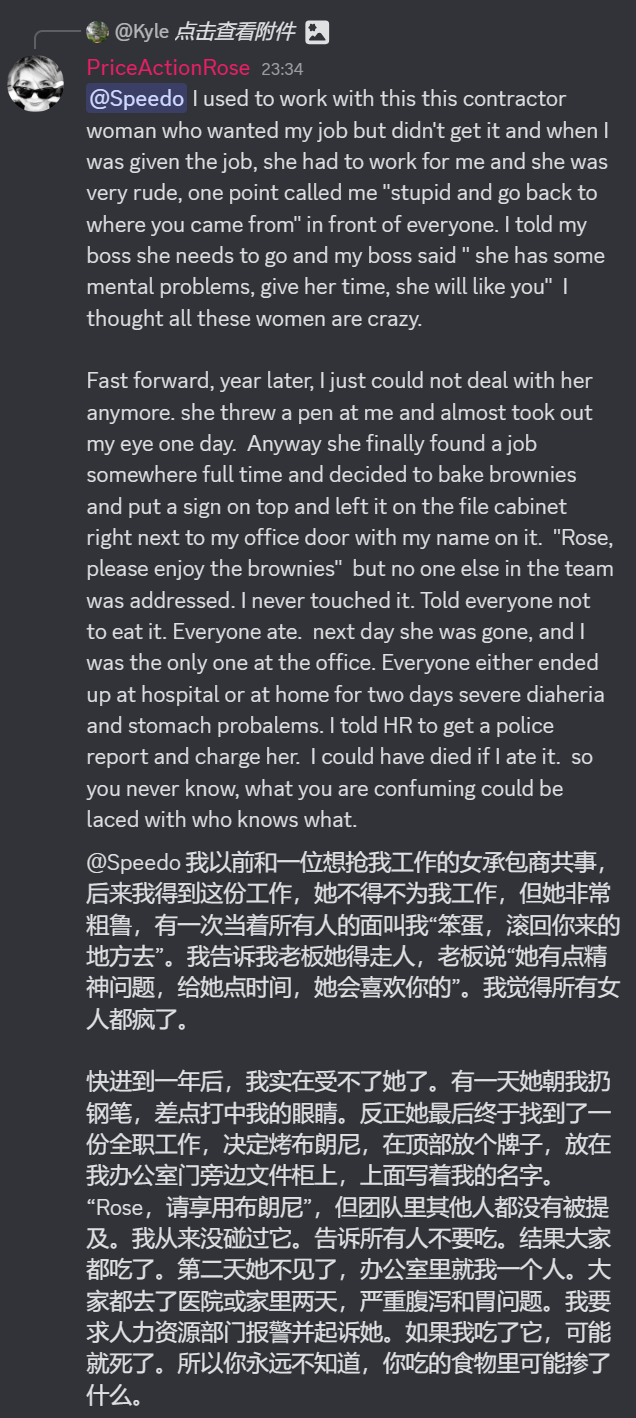 @Kyle 点击查看附件
PriceActionRose 23:34
@Speedo I used to work with this this contractor
woman who wanted my job but didn't get it and when I
was given the job, she had to work for me and she was
very rude, one point called me "stupid and go back to
where you came from" in front of everyone. I told my
boss she needs to go and my boss said " she has some
mental problems, give her time, she will like you"  I
thought all these women are crazy.
Fast forward, year later, I just could not deal with her
anymore. she threw a pen at me and almost took out
my eye one day.  Anyway she finally found a job
somewhere full time and decided to bake brownies
and put a sign on top and left it on the file cabinet
right next to my office door with my name on it.  "Rose,
please enjoy the brownies"  but no one else in the team
was addressed. I never touched it. Told everyone not
to eat it. Everyone ate.  next day she was gone, and I
was the only one at the office. Everyone either ended
up at hospital or at home for two days severe diaheria
and stomach probalems. I told HR to get a police
report and charge her.  I could have died if I ate it.  so
you never know, what you are confuming could be
laced with who knows what.
@Speedo 我以前和一位想抢我工作的女承包商共事，
后来我得到这份工作，她不得不为我工作，但她非常
粗鲁，有一次当着所有人的面叫我“笨蛋，滚回你来的
地方去”。我告诉我老板她得走人，老板说“她有点精
神问题，给她点时间，她会喜欢你的”。我觉得所有女
人都疯了。
快进到一年后，我实在受不了她了。有一天她朝我扔
钢笔，差点打中我的眼睛。反正她最后终于找到了一
份全职工作，决定烤布朗尼，在顶部放个牌子，放在
我办公室门旁边文件柜上，上面写着我的名字。
“Rose，请享用布朗尼”，但团队里其他人都没有被提
及。我从来没碰过它。告诉所有人不要吃。结果大家
都吃了。第二天她不见了，办公室里就我一个人。大
家都去了医院或家里两天，严重腹泻和胃问题。我要
求人力资源部门报警并起诉她。如果我吃了它，可能
就死了。所以你永远不知道，你吃的食物里可能掺了
什么。